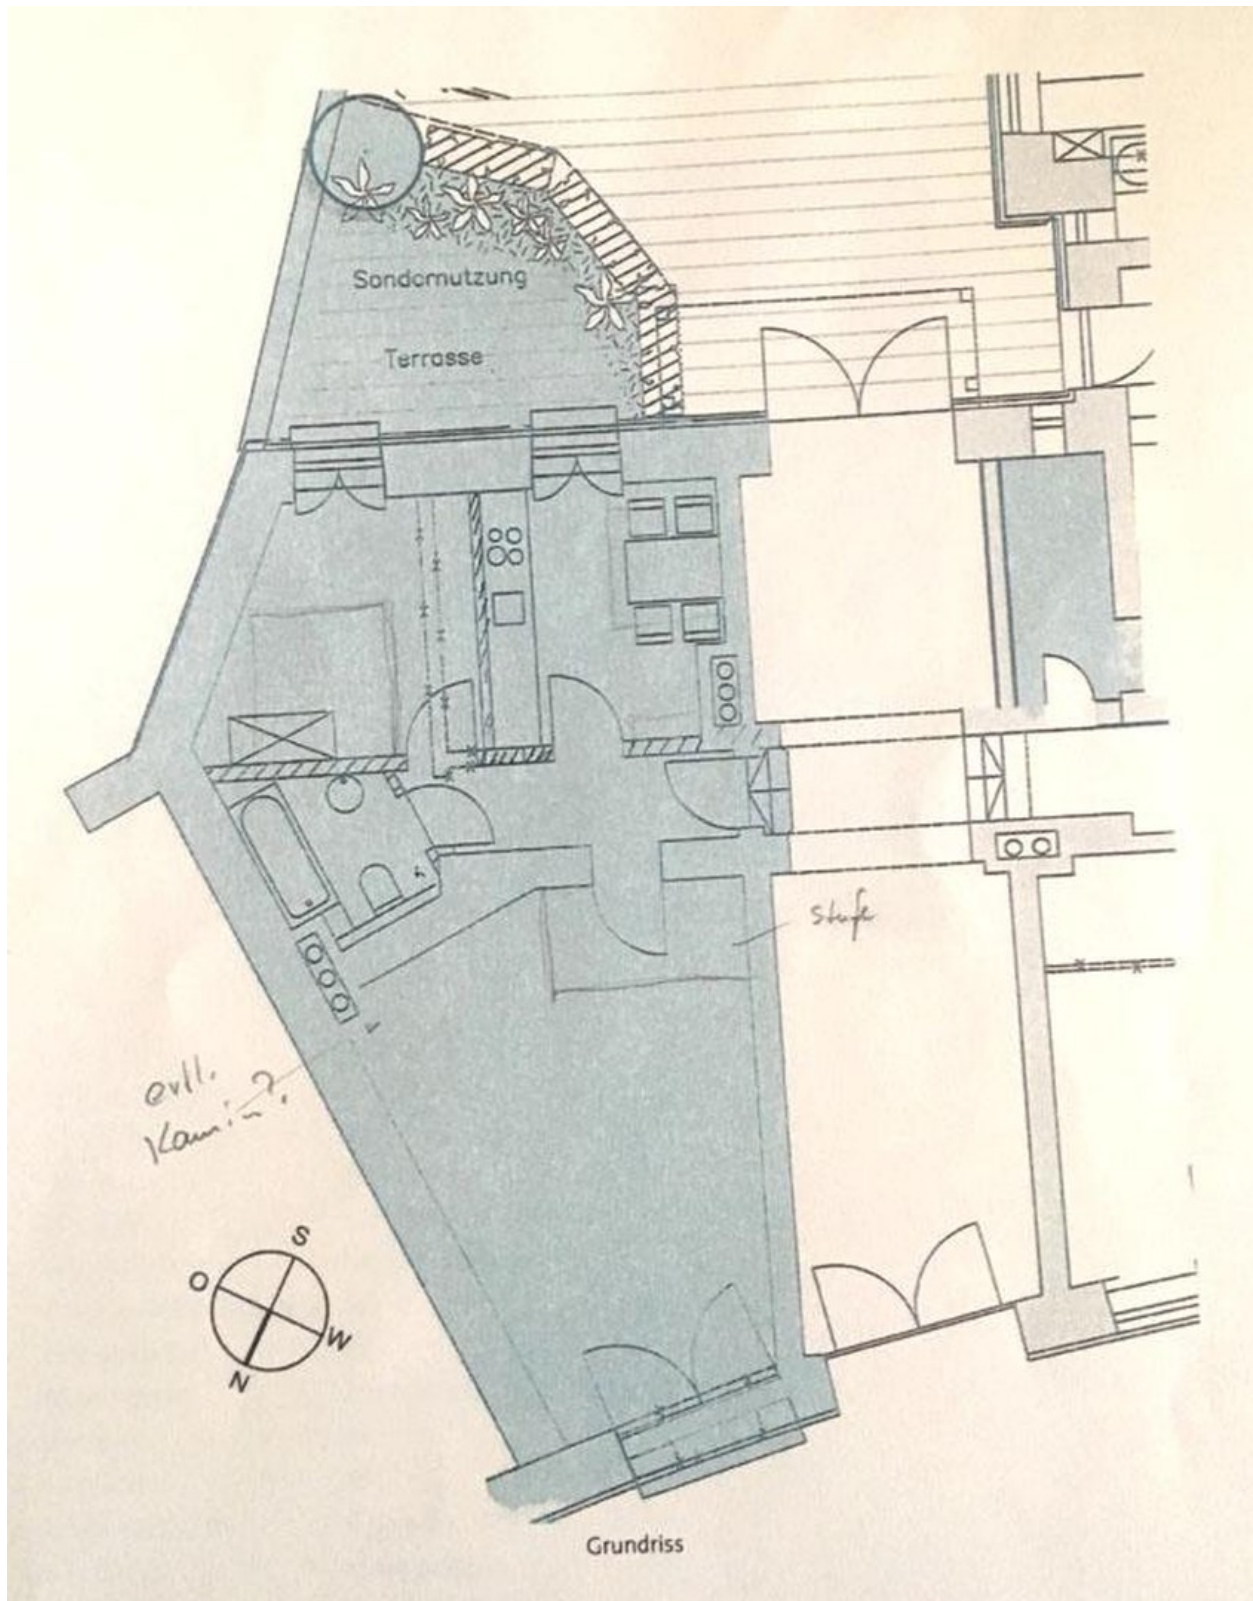 Sondernutzung
Terrasse
Stufe
evtl.
Kamin?
S
O
W
N
Grundriss